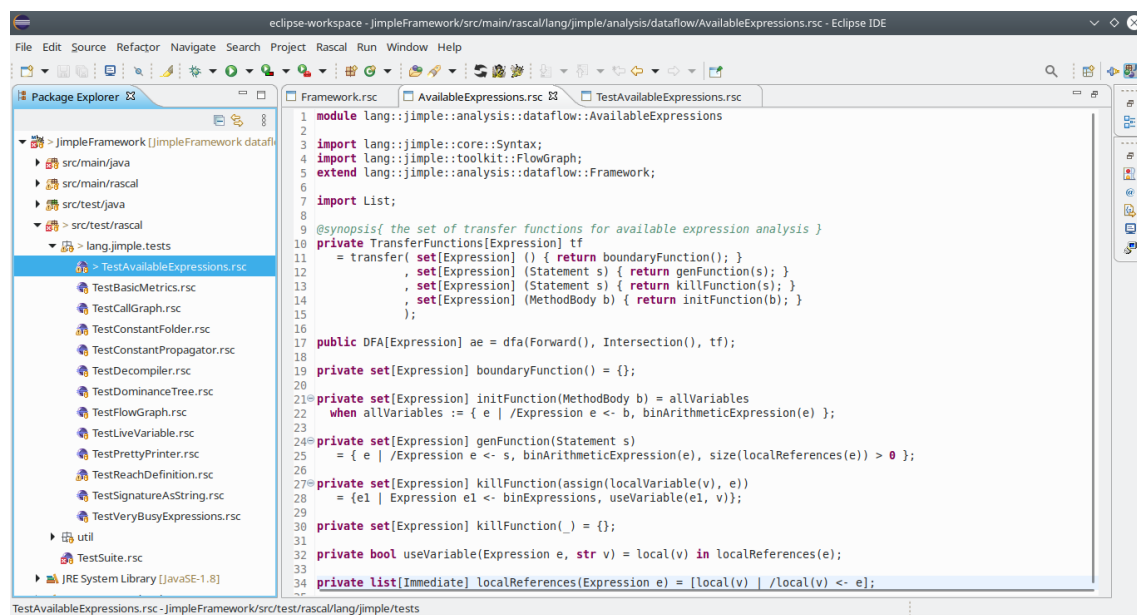 eclipse-workspace - JimpleFramework/src/main/rascal/lang/jimple/analysis/dataflow/AvailableExpressions.rsc - Eclipse IDE
File Edit Source Refactor Navigate Search Project Rascal Run Window Help
Package Explorer
> JimpleFramework [JimpleFramework datafl
src/main/java
src/main/rascal
src/test/java
> src/test/rascal
> lang.jimple.tests
> TestAvailableExpressions.rsc
TestBasicMetrics.rsc
TestCallGraph.rsc
TestConstantFolder.rsc
TestConstantPropagator.rsc
TestDecompiler.rsc
TestDominanceTree.rsc
TestFlowGraph.rsc
TestLiveVariable.rsc
TestPrettyPrinter.rsc
TestReachDefinition.rsc
TestSignatureAsString.rsc
TestVeryBusyExpressions.rsc
util
TestSuite.rsc
JRE System Library [JavaSE-1.8]
Framework.rsc AvailableExpressions.rsc TestAvailableExpressions.rsc
1 module lang::jimple::analysis::dataflow::AvailableExpressions
2
3 import lang::jimple::core::Syntax;
4 import lang::jimple::toolkit::FlowGraph;
5 extend lang::jimple::analysis::dataflow::Framework;
6
7 import List;
8
9 @synopsis{ the set of transfer functions for available expression analysis }
10 private TransferFunctions[Expression] tf
11 = transfer( set[Expression] () { return boundaryFunction(); }
12 , set[Expression] (Statement s) { return genFunction(s); }
13 , set[Expression] (Statement s) { return killFunction(s); }
14 , set[Expression] (MethodBody b) { return initFunction(b); }
15 );
16
17 public DFA[Expression] ae = dfa(Forward(), Intersection(), tf);
18
19 private set[Expression] boundaryFunction() = {};
20
21 private set[Expression] initFunction(MethodBody b) = allVariables
22 when allVariables := { e | /Expression e <- b, binArithmeticExpression(e) };
23
24 private set[Expression] genFunction(Statement s)
25 = { e | /Expression e <- s, binArithmeticExpression(e), size(localReferences(e)) > 0 };
26
27 private set[Expression] killFunction(assign(localVariable(v), e))
28 = {e1 | Expression e1 <- binExpressions, useVariable(e1, v)};
29
30 private set[Expression] killFunction(_) = {};
31
32 private bool useVariable(Expression e, str v) = local(v) in localReferences(e);
33
34 private list[Immediate] localReferences(Expression e) = [local(v) | /local(v) <- e];
TestAvailableExpressions.rsc - JimpleFramework/src/test/rascal/lang/jimple/tests